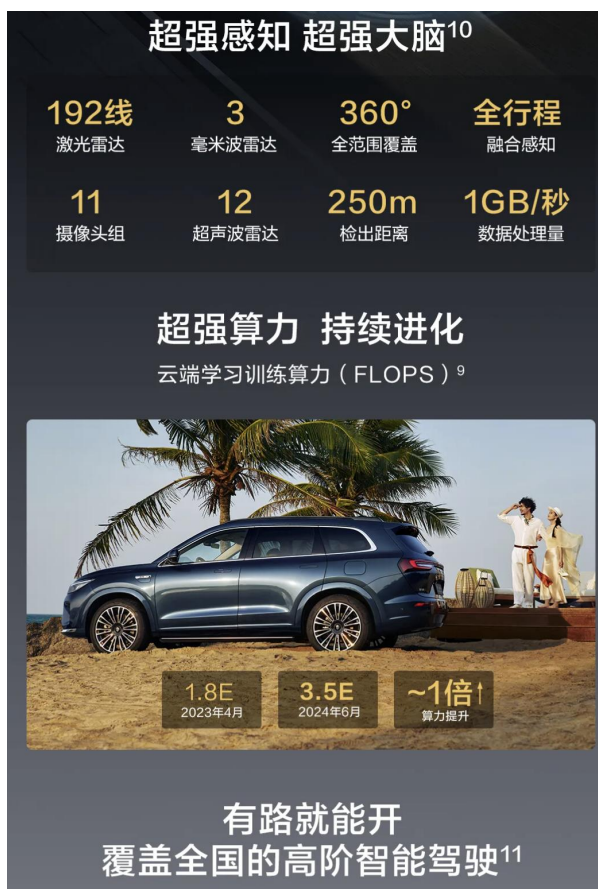 超强感知 超强大脑10
192线 3 360° 全行程
激光雷达 毫米波雷达 全范围覆盖 融合感知
11 12 250m 1GB/秒
摄像头组 超声波雷达 检出距离 数据处理量
超强算力 持续进化
云端学习训练算力（FLOPS）9
1.8E 3.5E ~1倍↑
2023年4月 2024年6月 算力提升
有路就能开
覆盖全国的高阶智能驾驶11